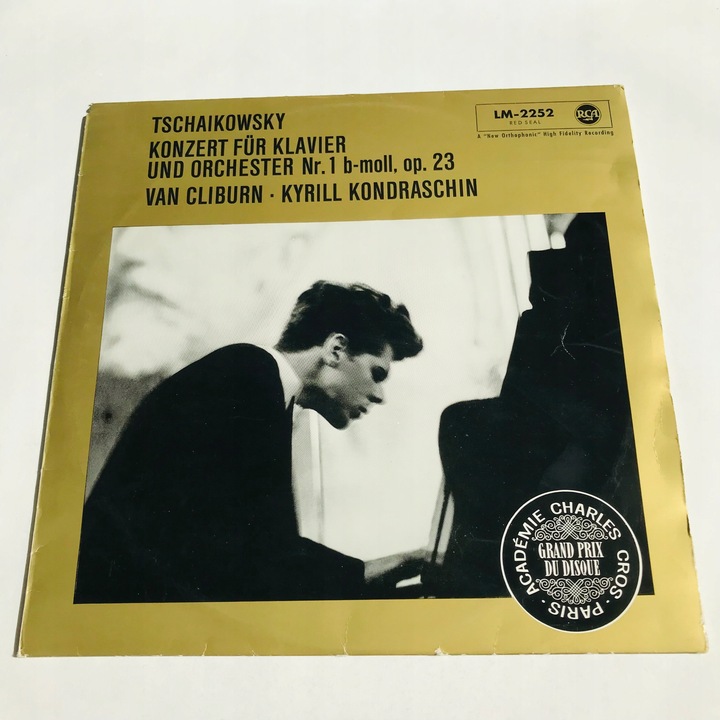 TSCHAIKOWSKY
KONZERT FÜR KLAVIER
UND ORCHESTER Nr. 1 b-moll, op. 23
VAN CLIBURN · KYRILL KONDRASCHIN
LM-2252
RED SEAL
RCA
A "New Orthophonic" High Fidelity Recording
ACADÉMIE CHARLES CROS · PARIS ·
GRAND PRIX
DU DISQUE